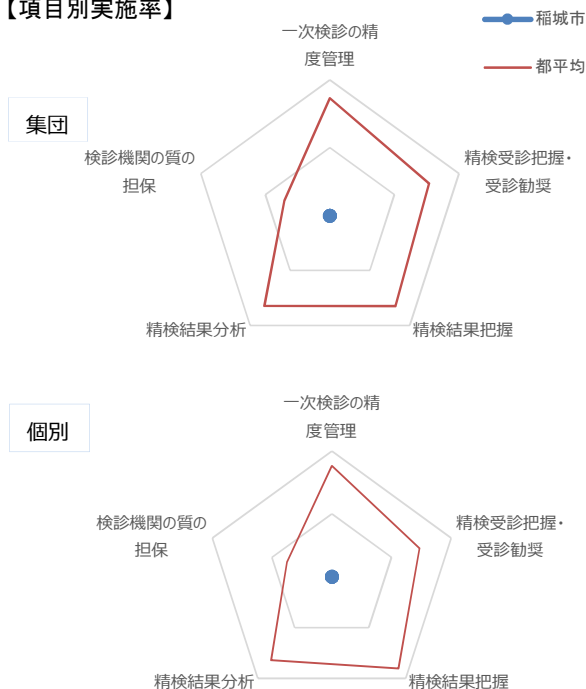 【項目別実施率】
稲城市
都平均
集団
一次検診の精
度管理
検診機関の質の
担保
精検受診把握・
受診勧奨
精検結果分析
精検結果把握
個別
一次検診の精
度管理
検診機関の質の
担保
精検受診把握・
受診勧奨
精検結果分析
精検結果把握